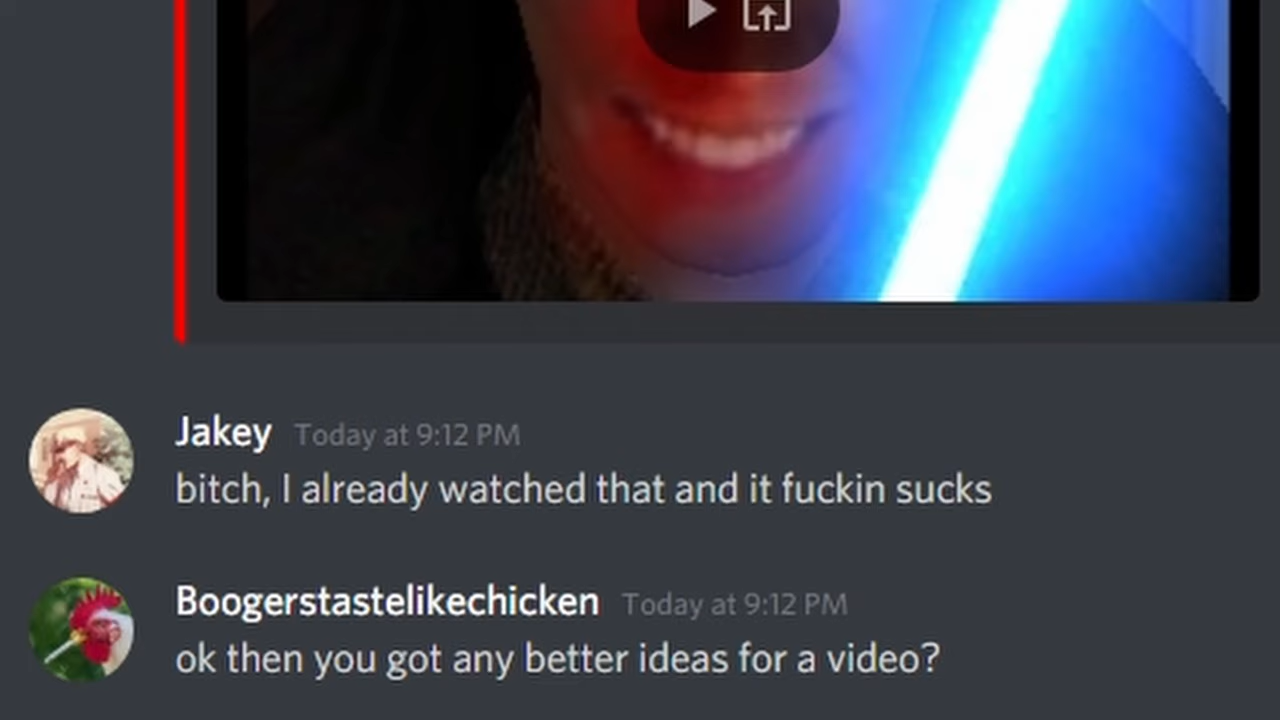 Jakey Today at 9:12 PM
bitch, I already watched that and it fuckin sucks
Boogerstastelikechicken Today at 9:12 PM
ok then you got any better ideas for a video?